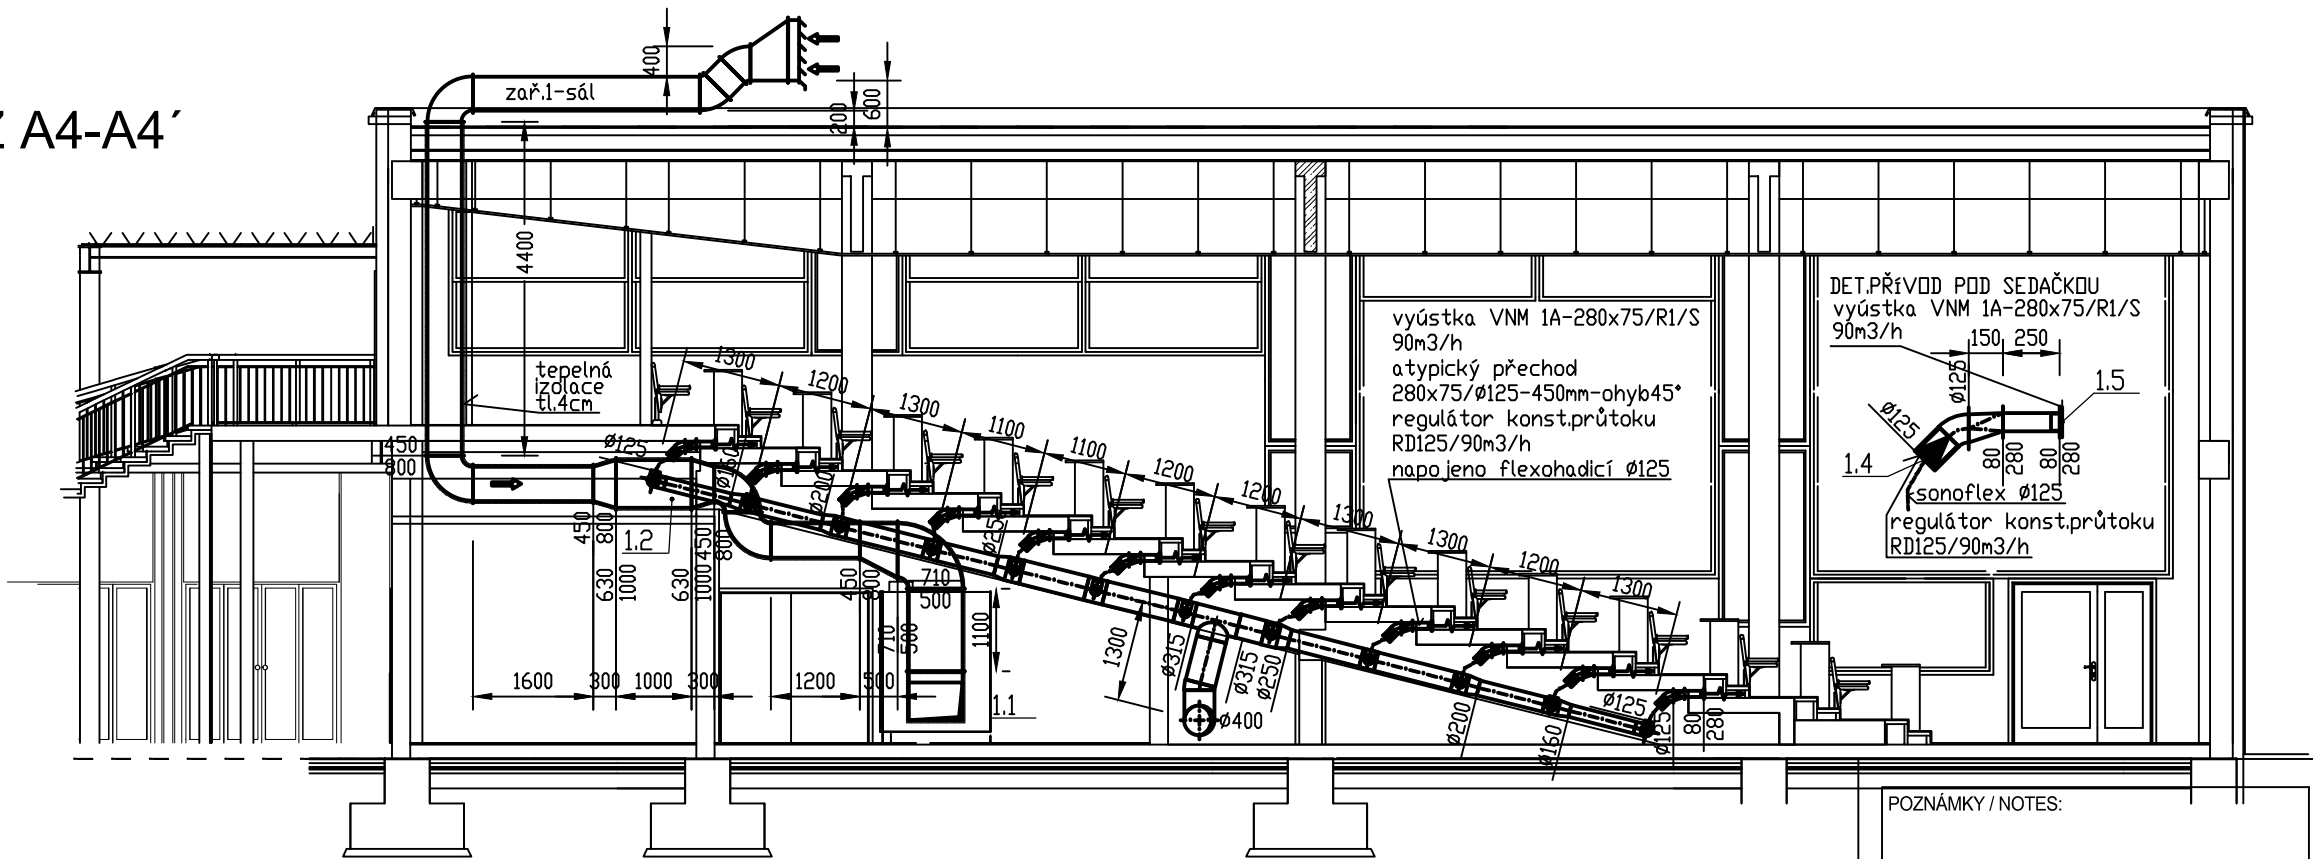 Z A4-A4´
400
zař.1-sál
200
600
4400
tepelná
izolace
tl.4cm
1300
1200
1300
1100
1100
1200
1200
1300
1300
1200
1300
vyústka VNM 1A-280x75/R1/S
90m3/h
atypický přechod
280x75/ø125-450mm-ohyb45°
regulátor konst.průtoku
RD125/90m3/h
napojeno flexohadicí ø125
DET.PŘíVOD POD SEDAČKOU
vyústka VNM 1A-280x75/R1/S
90m3/h
150
250
ø125
1.5
ø125
1.4
80
280
80
280
sonoflex ø125
regulátor konst.průtoku
RD125/90m3/h
450
800
ø125
ø160
ø200
ø250
450
800
1.2
450
800
630
1000
630
1000
450
800
710
500
710
500
1100
1300
ø315
ø315
ø250
ø400
1600
300
1000
300
1200
500
1.1
ø200
ø160
ø125
ø125
80
280
POZNÁMKY / NOTES: